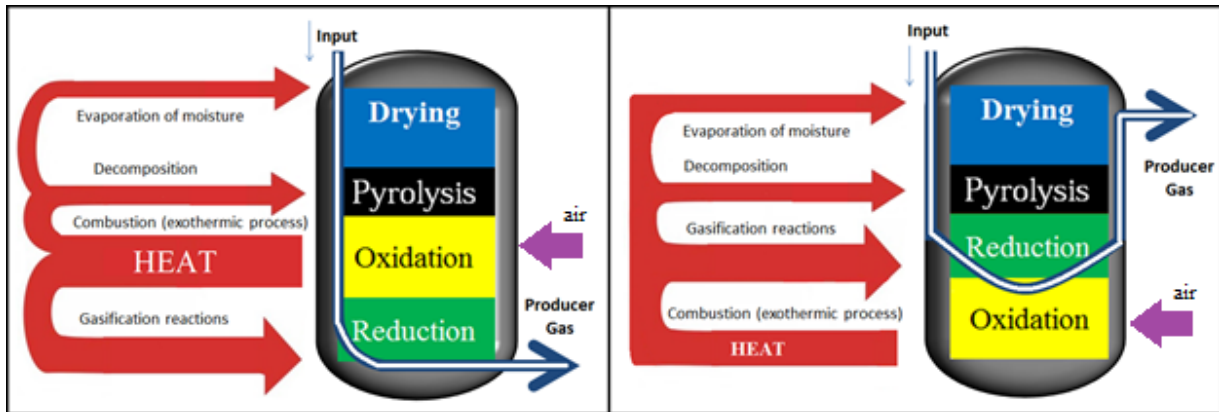 Input
Drying
Evaporation of moisture
Decomposition
Pyrolysis
Combustion (exothermic process)
air
HEAT
Oxidation
Gasification reactions
Reduction
Producer
Gas
Input
Drying
Evaporation of moisture
Decomposition
Producer
Gas
Pyrolysis
Gasification reactions
Reduction
Combustion (exothermic process)
air
Oxidation
HEAT